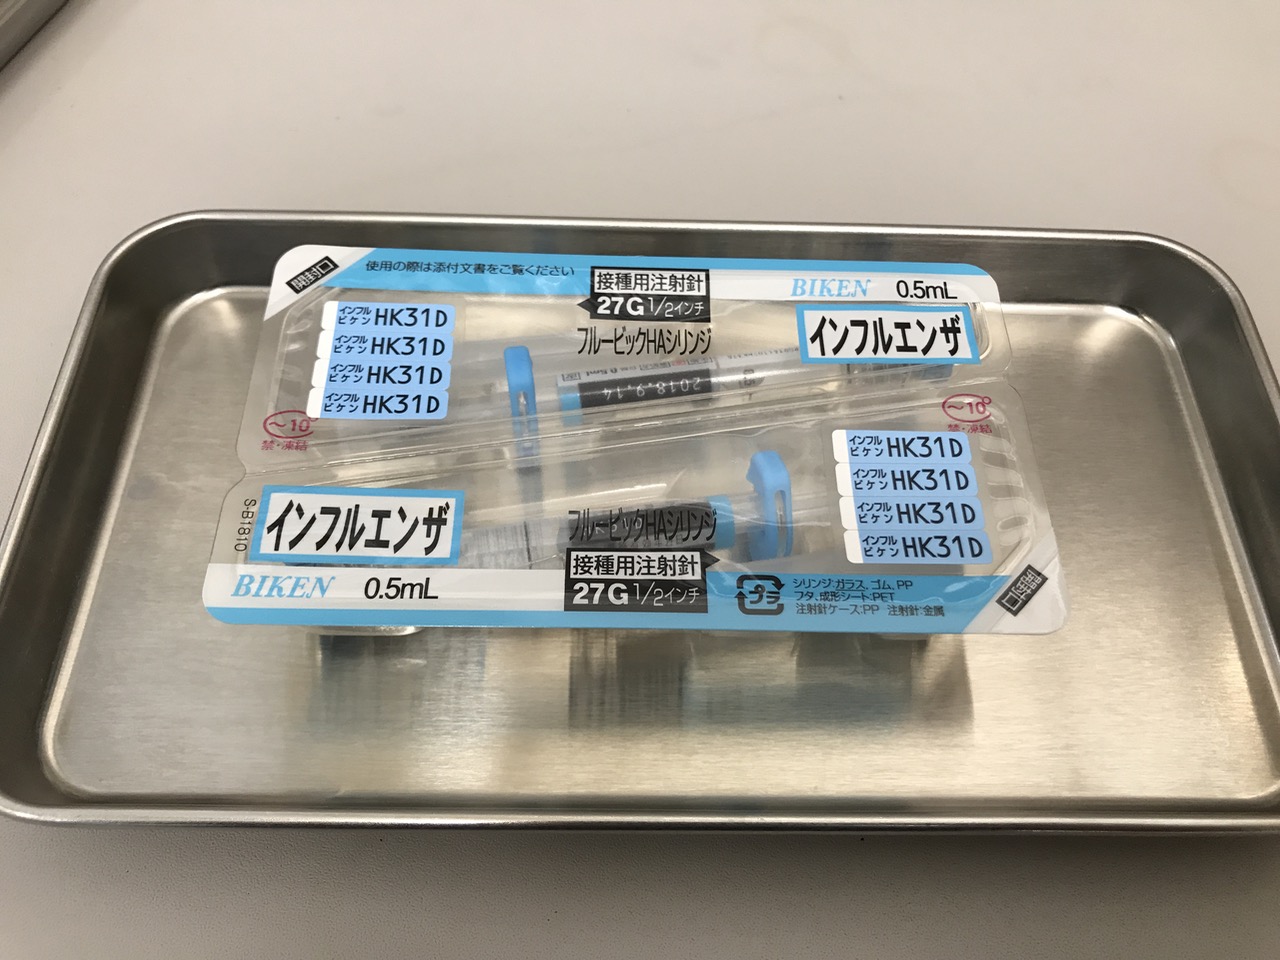 開封口
使用の際は添付文書をご覧ください
接種用注射針
27G 1/2インチ
BIKEN 0.5mL
フルービックHAシリンジ
インフルエンザ
インフル ビケン HK31D
インフル ビケン HK31D
インフル ビケン HK31D
インフル ビケン HK31D
2018.9.14
〜10°
禁・凍結
〜10°
禁・凍結
インフル ビケン HK31D
インフル ビケン HK31D
インフル ビケン HK31D
インフル ビケン HK31D
S-B1810
インフルエンザ
フルービックHAシリンジ
接種用注射針
27G 1/2インチ
BIKEN 0.5mL
プラ
シリンジ:ガラス、ゴム、PP
フタ、成形シート:PET
注射針ケース:PP 注射針:金属
開封口